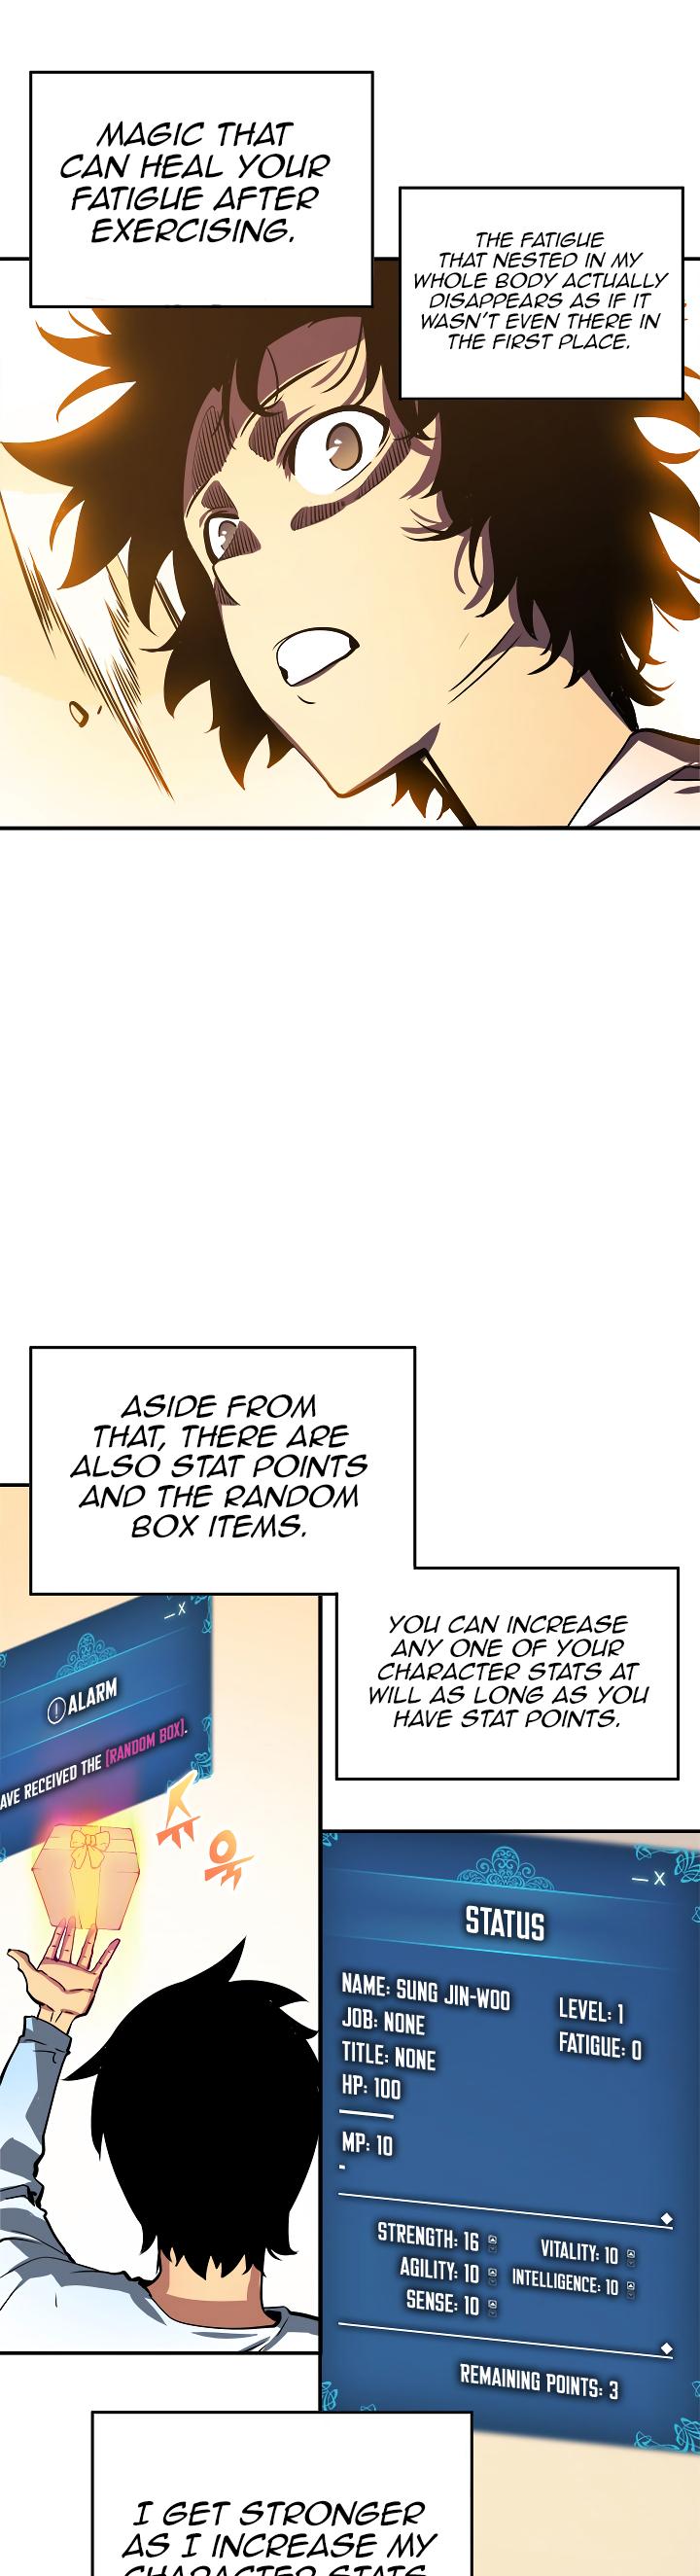 MAGIC THAT
CAN HEAL YOUR
FATIGUE AFTER
EXERCISING.
THE FATIGUE
THAT NESTED IN MY
WHOLE BODY ACTUALLY
DISAPPEARS AS IF IT
WASN'T EVEN THERE IN
THE FIRST PLACE.
ASIDE FROM
THAT, THERE ARE
ALSO STAT POINTS
AND THE RANDOM
BOX ITEMS.
YOU CAN INCREASE
ANY ONE OF YOUR
CHARACTER STATS AT
WILL AS LONG AS YOU
HAVE STAT POINTS.
— X
! ALARM
AVE RECEIVED THE [RANDOM BOX].
슈
욱
— X
STATUS
NAME: SUNG JIN-WOO
LEVEL: 1
JOB: NONE
FATIGUE: 0
TITLE: NONE
HP: 100
MP: 10
STRENGTH: 16
VITALITY: 10
AGILITY: 10
INTELLIGENCE: 10
SENSE: 10
REMAINING POINTS: 3
I GET STRONGER
AS I INCREASE MY
CHARACTER STATS